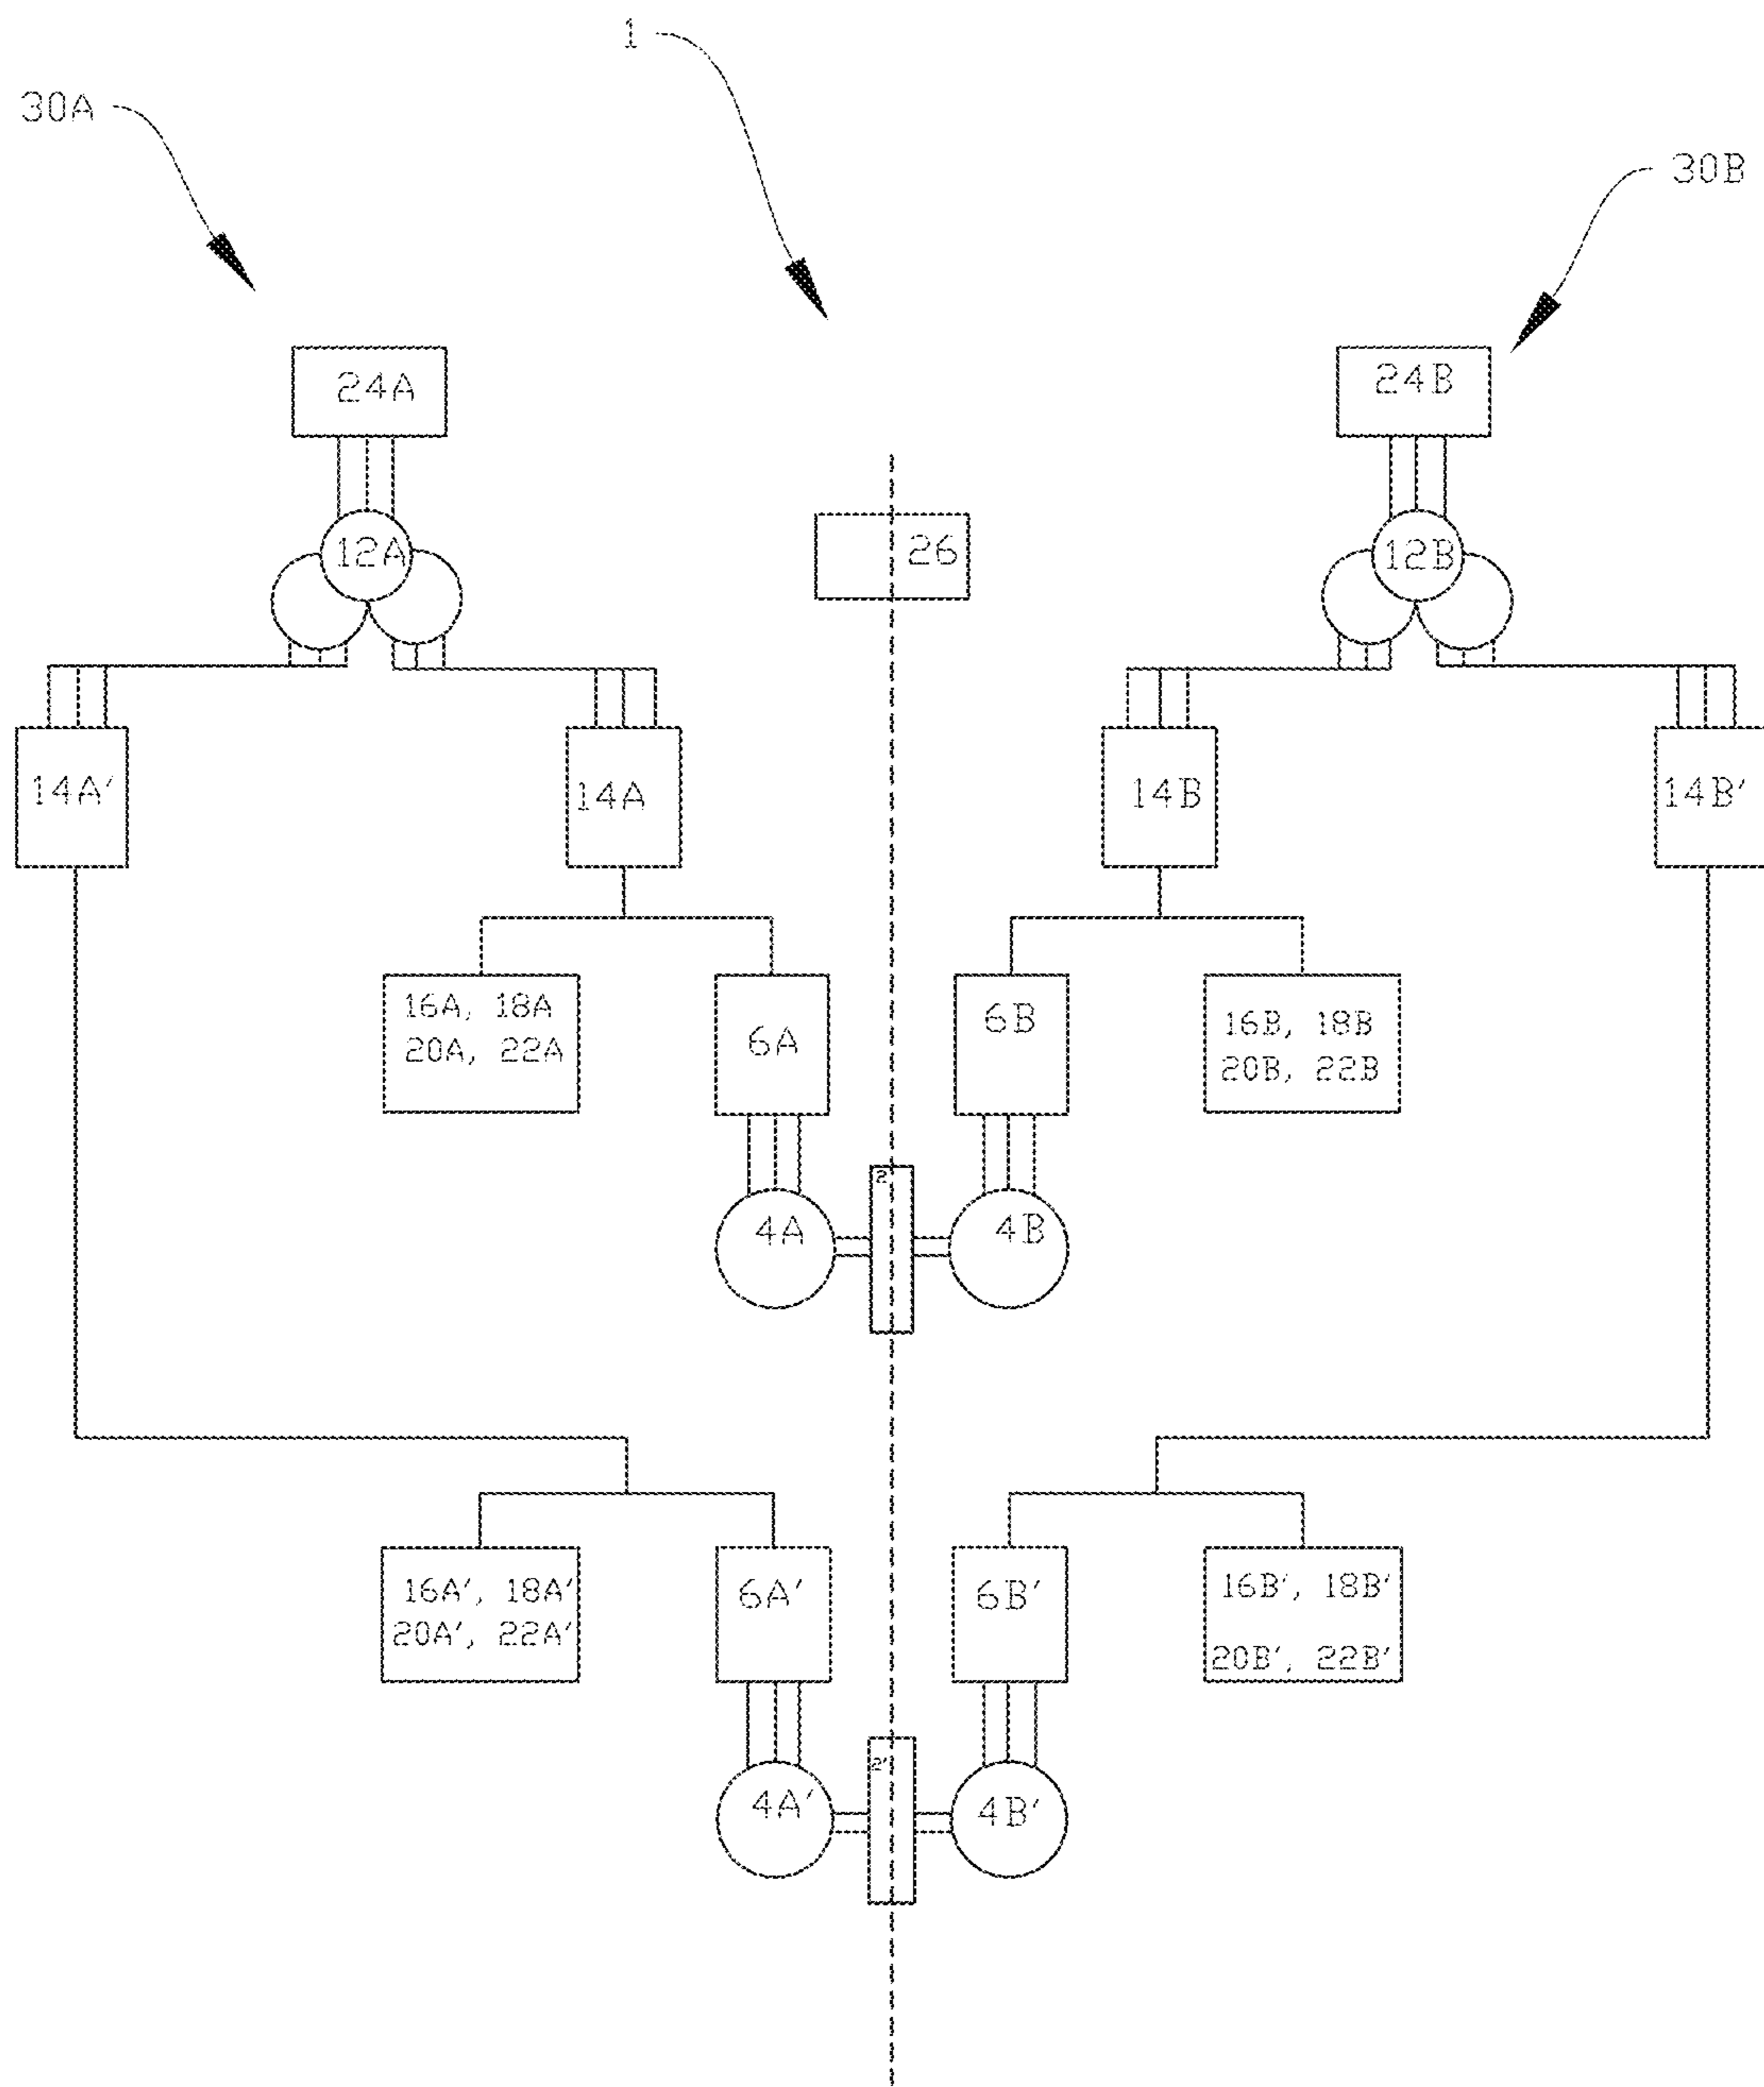 1
30A
30B
24A
24B
12A
26
12B
14A'
14A
14B
14B'
16A, 18A
20A, 22A
6A
6B
16B, 18B
20B, 22B
2
4A
4B
16A', 18A'
20A', 22A'
6A'
6B'
16B', 18B'
20B', 22B'
2'
4A'
4B'